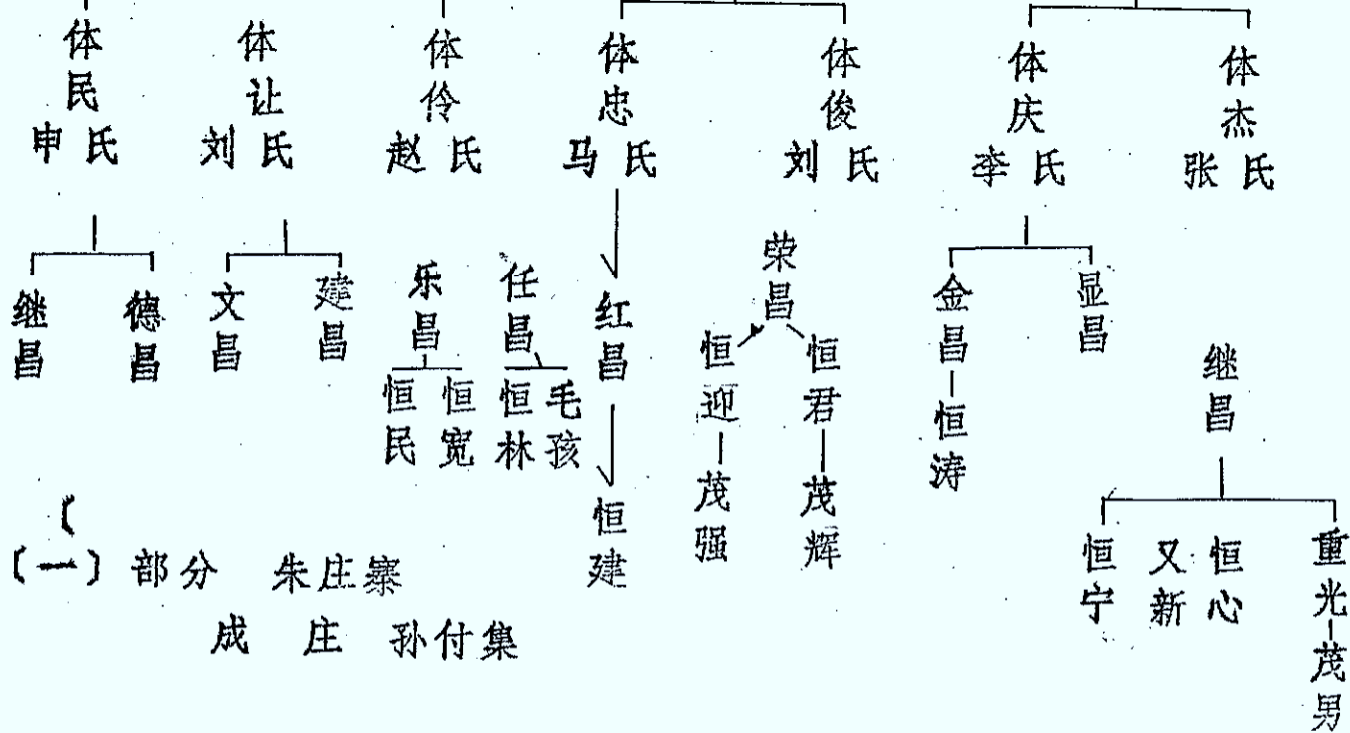 体民
申氏
体让
刘氏
体伶
赵氏
体忠
马氏
体俊
刘氏
体庆
李氏
体杰
张氏
继昌
德昌
文昌
建昌
乐昌
任昌
红昌
荣昌
金昌
显昌
继昌
恒民
恒宽
恒林
毛孩
恒建
恒迎
恒君
恒涛
茂强
茂辉
恒宁
又新
恒心
重光
茂男
〔
〔一〕部分 朱庄寨
成 庄 孙付集